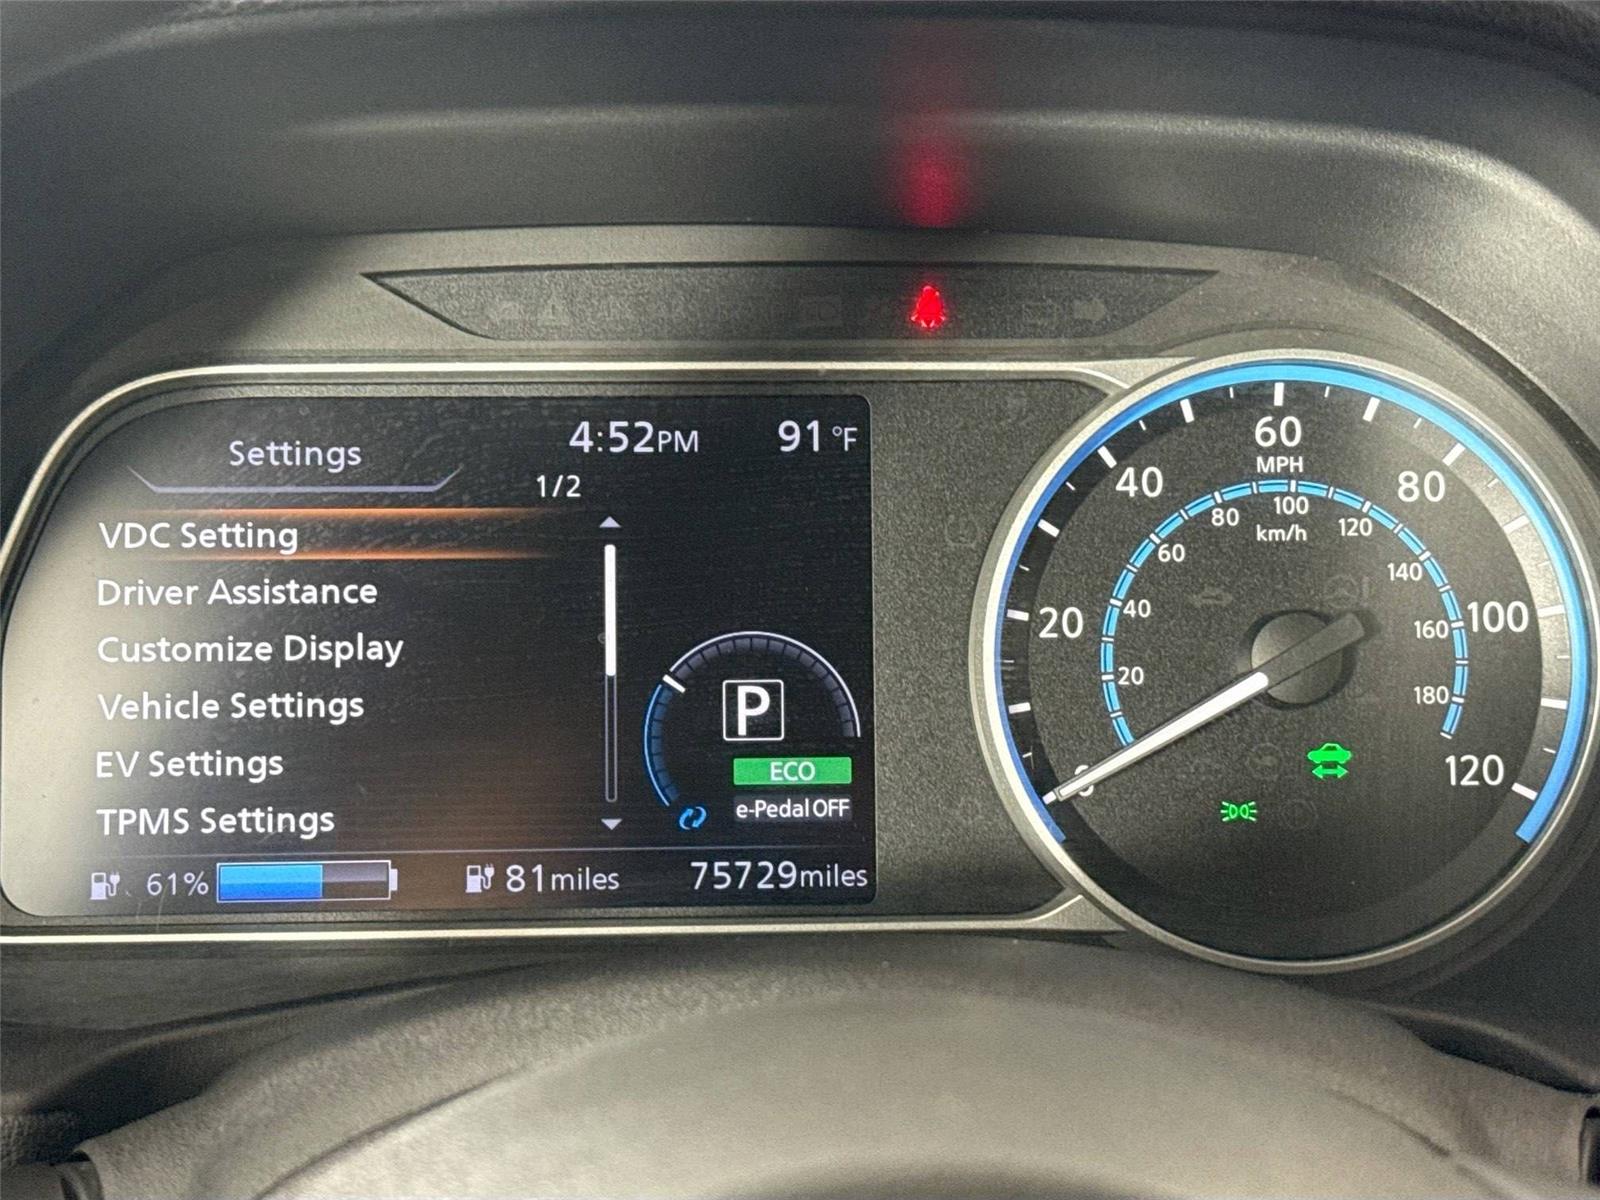 Settings
4:52PM
91°F
1/2
VDC Setting
Driver Assistance
Customize Display
Vehicle Settings
EV Settings
TPMS Settings
P
ECO
e-Pedal OFF
61%
81miles
75729miles
0
20
40
60
80
100
120
MPH
20
40
60
80
100
120
140
160
180
km/h